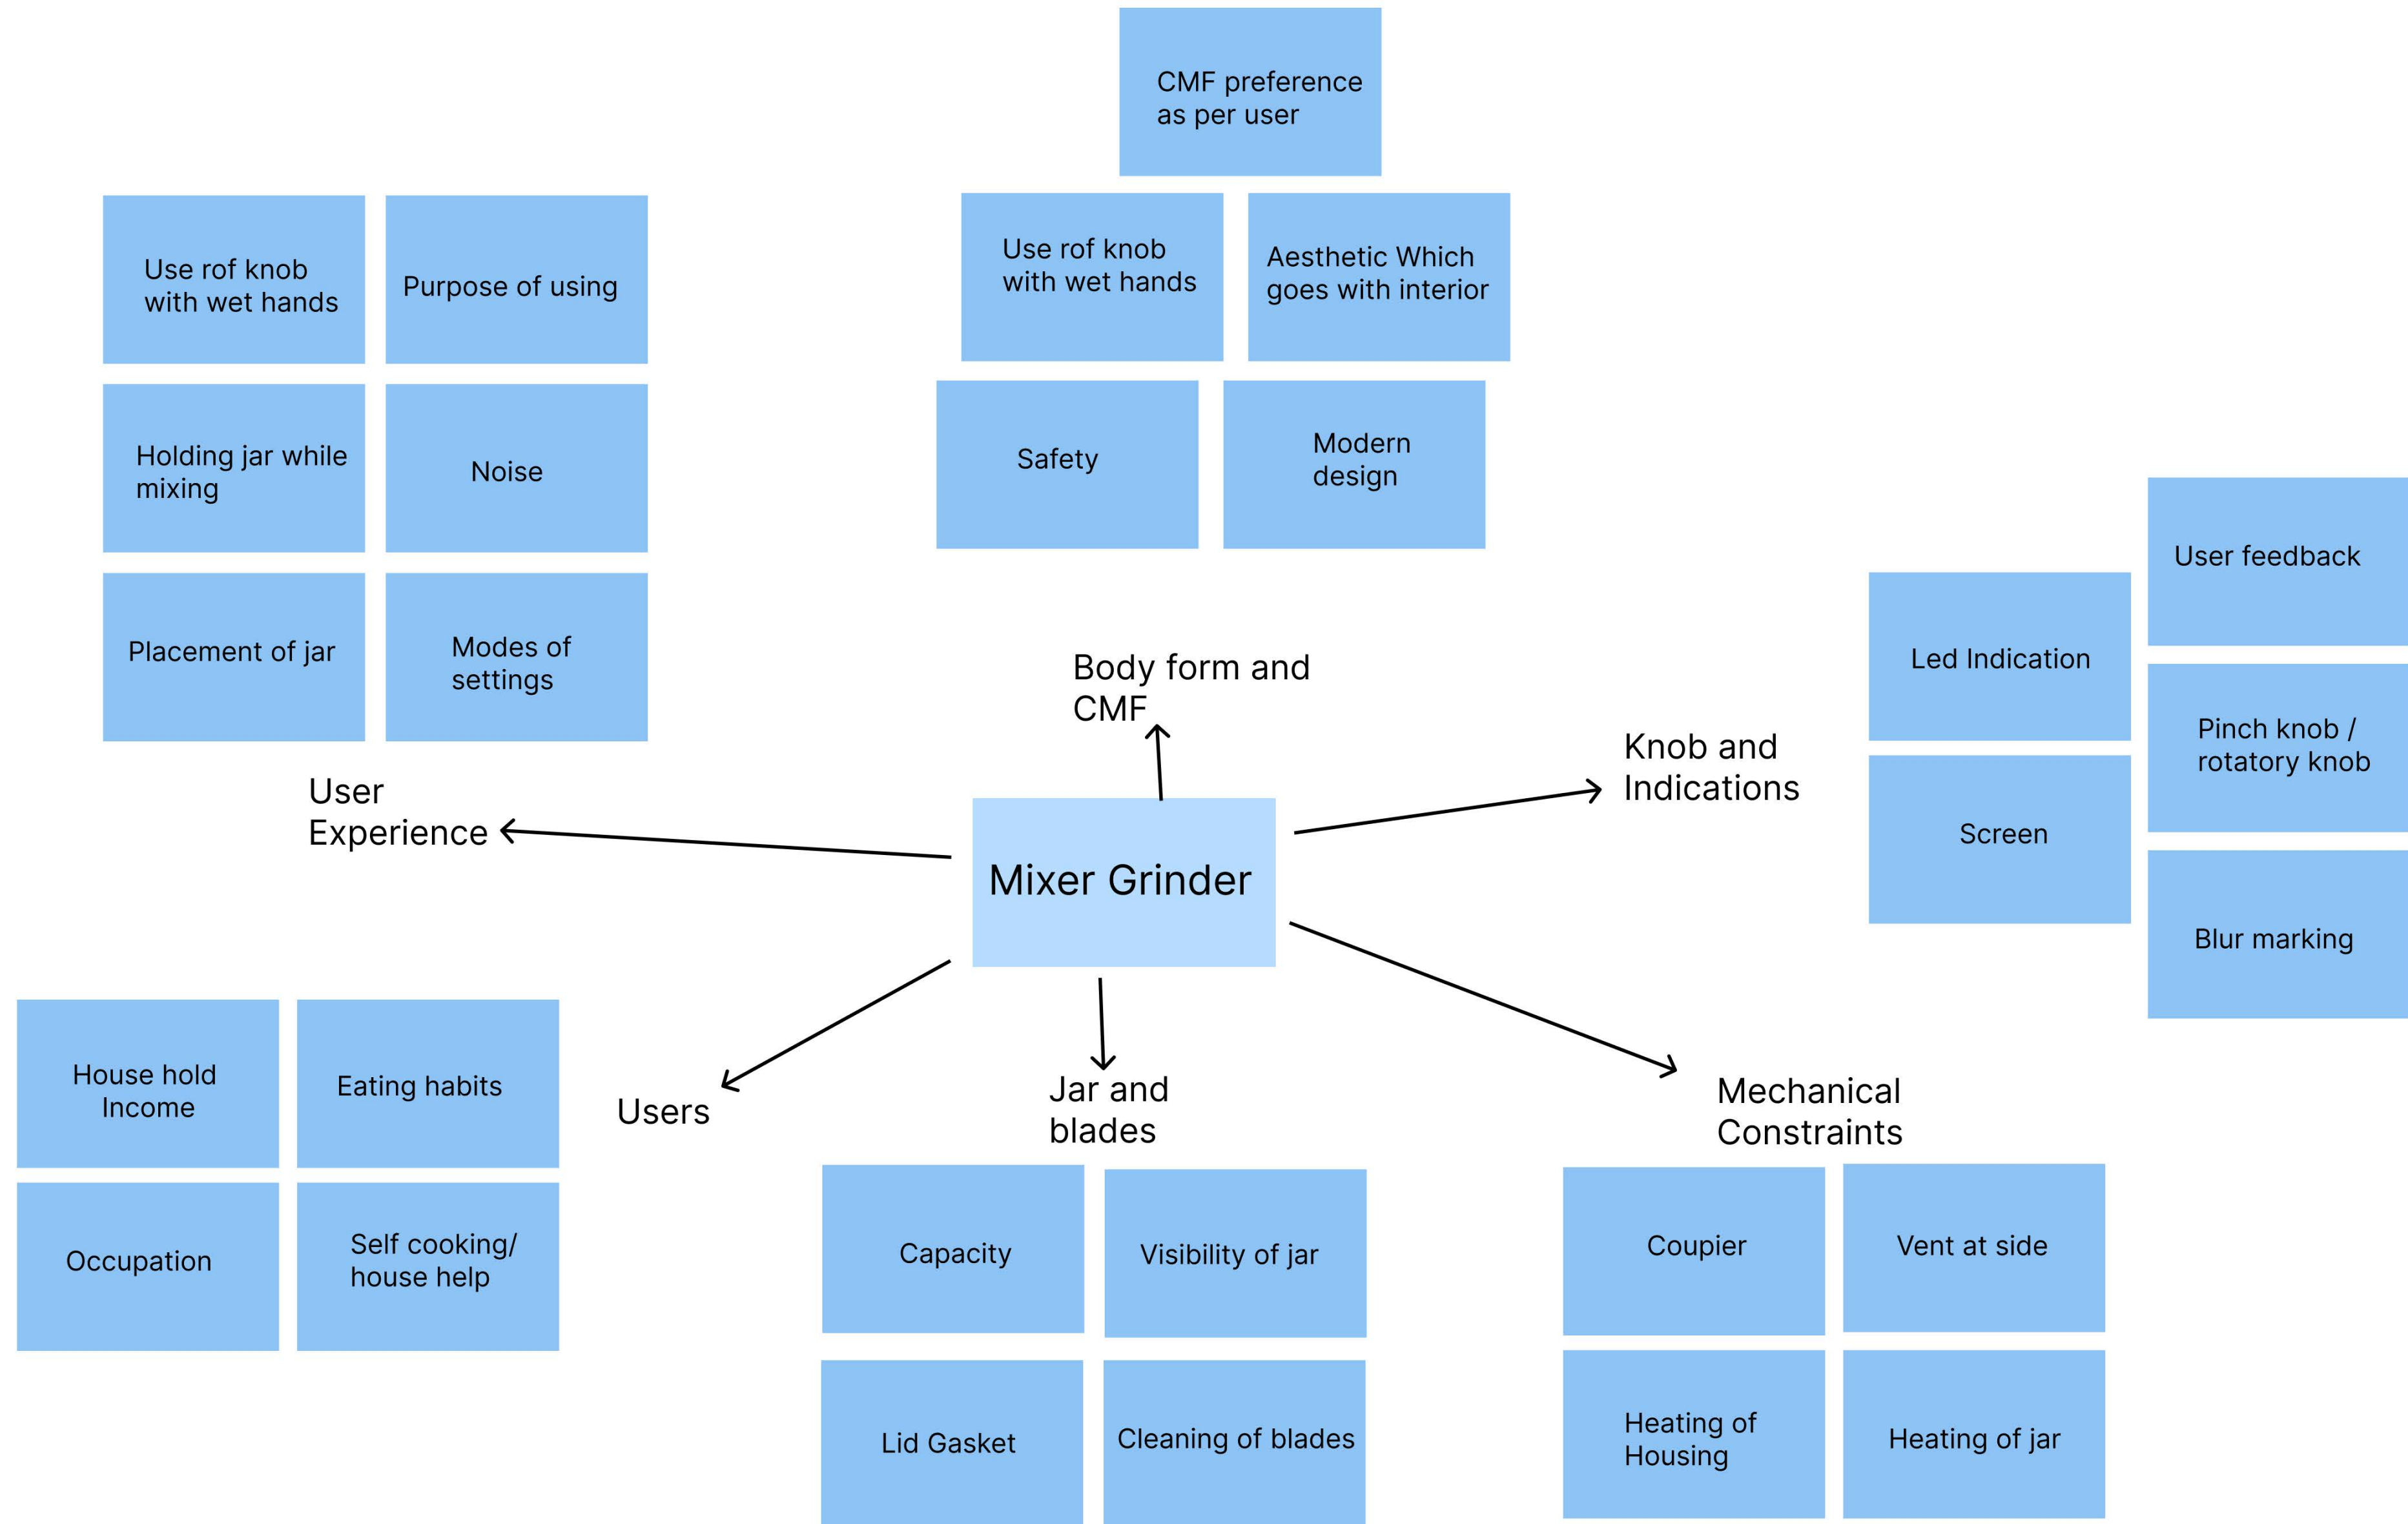 CMF preference
as per user
Use rof knob
with wet hands
Aesthetic Which
goes with interior
Safety
Modern
design
Body form and
CMF
Use rof knob
with wet hands
Purpose of using
Holding jar while
mixing
Noise
Placement of jar
Modes of
settings
User
Experience
User feedback
Led Indication
Pinch knob /
rotatory knob
Screen
Blur marking
Knob and
Indications
Mixer Grinder
House hold
Income
Eating habits
Occupation
Self cooking/
house help
Users
Jar and
blades
Capacity
Visibility of jar
Lid Gasket
Cleaning of blades
Mechanical
Constraints
Coupier
Vent at side
Heating of
Housing
Heating of jar